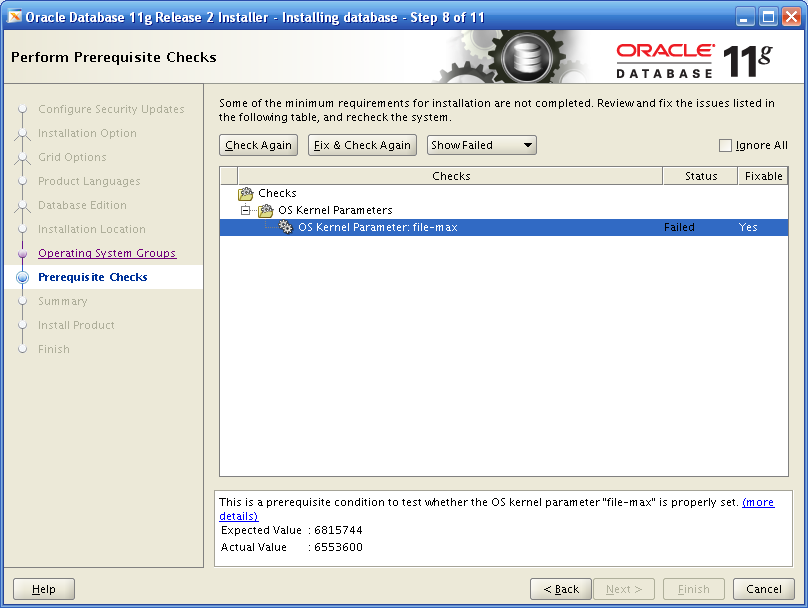 Oracle Database 11g Release 2 Installer - Installing database - Step 8 of 11
Perform Prerequisite Checks
ORACLE
DATABASE
11g
Configure Security Updates
Installation Option
Grid Options
Product Languages
Database Edition
Installation Location
Operating System Groups
Prerequisite Checks
Summary
Install Product
Finish
Some of the minimum requirements for installation are not completed. Review and fix the issues listed in
the following table, and recheck the system.
Check Again
Fix & Check Again
Show Failed
Ignore All
Checks Status Fixable
Checks
OS Kernel Parameters
OS Kernel Parameter: file-max Failed Yes
This is a prerequisite condition to test whether the OS kernel parameter "file-max" is properly set. (more
details)
Expected Value : 6815744
Actual Value : 6553600
Help
< Back
Next >
Finish
Cancel